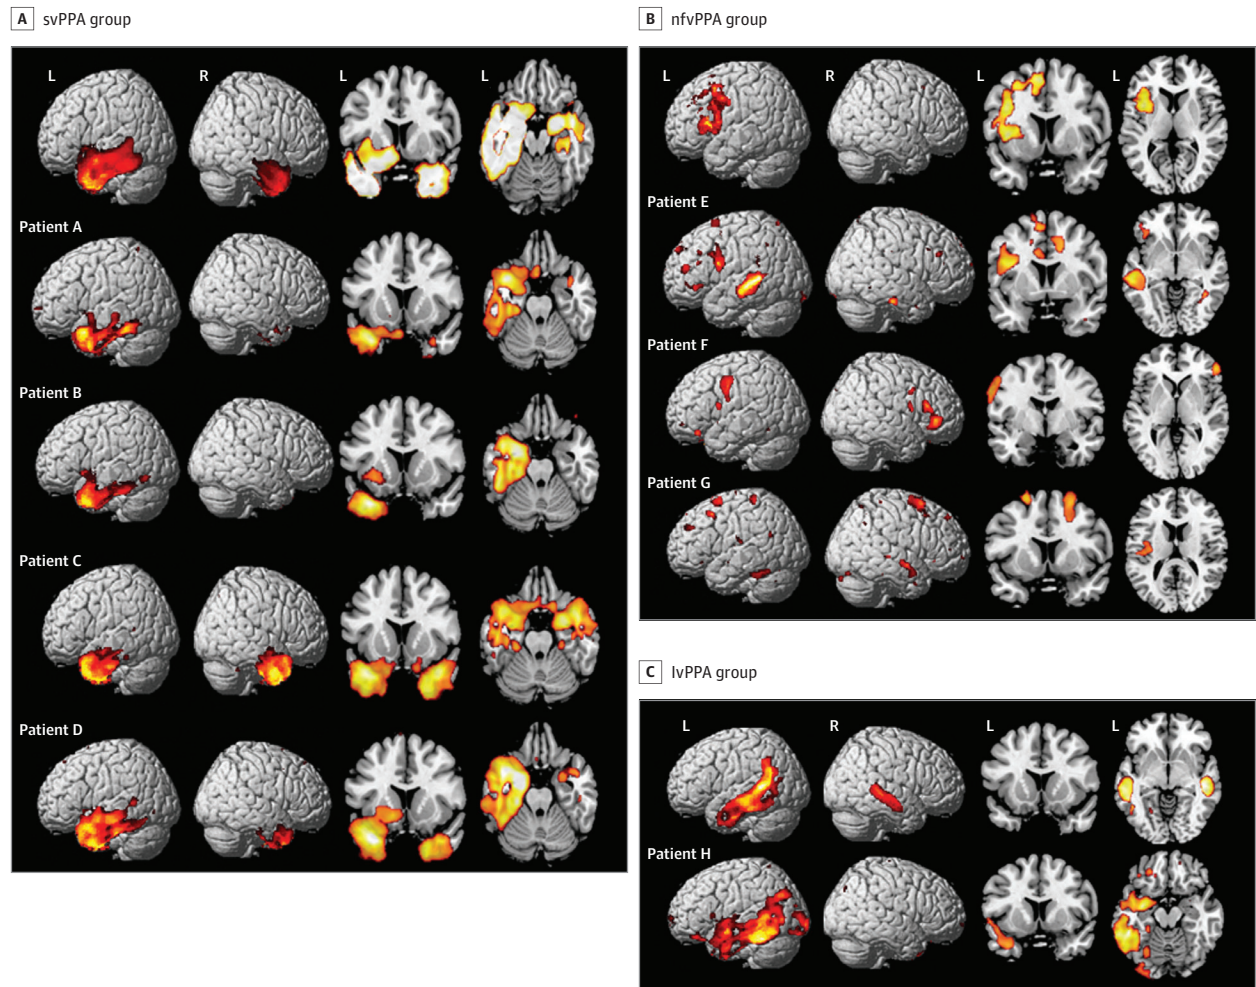 A svPPA group
L R L L
Patient A
Patient B
Patient C
Patient D
B nfvPPA group
L R L L
Patient E
Patient F
Patient G
C lvPPA group
L R L L
Patient H